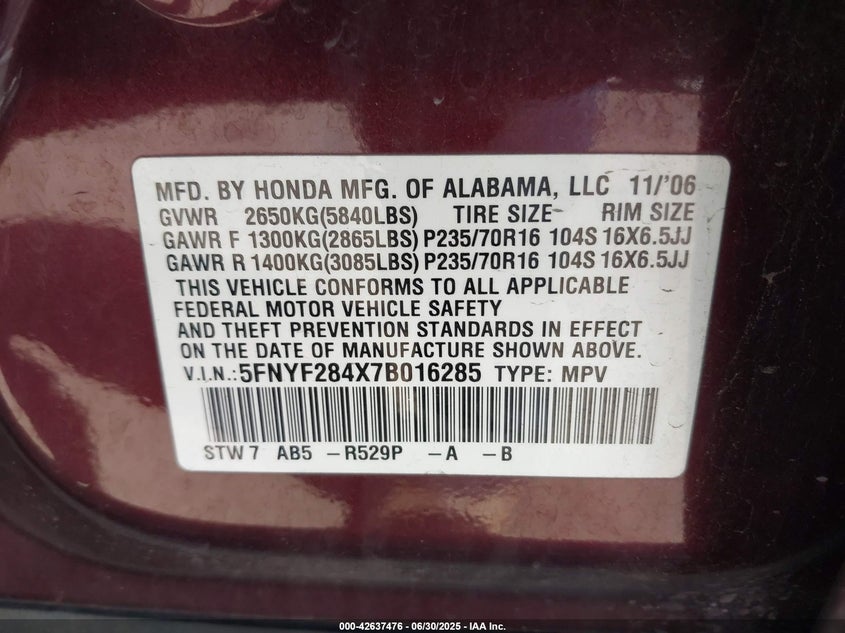 MFD. BY HONDA MFG. OF ALABAMA, LLC 11/'06
GVWR 2650KG(5840LBS) TIRE SIZE RIM SIZE
GAWR F 1300KG(2865LBS) P235/70R16 104S 16X6.5JJ
GAWR R 1400KG(3085LBS) P235/70R16 104S 16X6.5JJ
THIS VEHICLE CONFORMS TO ALL APPLICABLE
FEDERAL MOTOR VEHICLE SAFETY
AND THEFT PREVENTION STANDARDS IN EFFECT
ON THE DATE OF MANUFACTURE SHOWN ABOVE.
V.I.N.:5FNYF284X7B016285 TYPE: MPV
STW7 AB5 –R529P –A –B
000-42637476 - 06/30/2025 - IAA Inc.